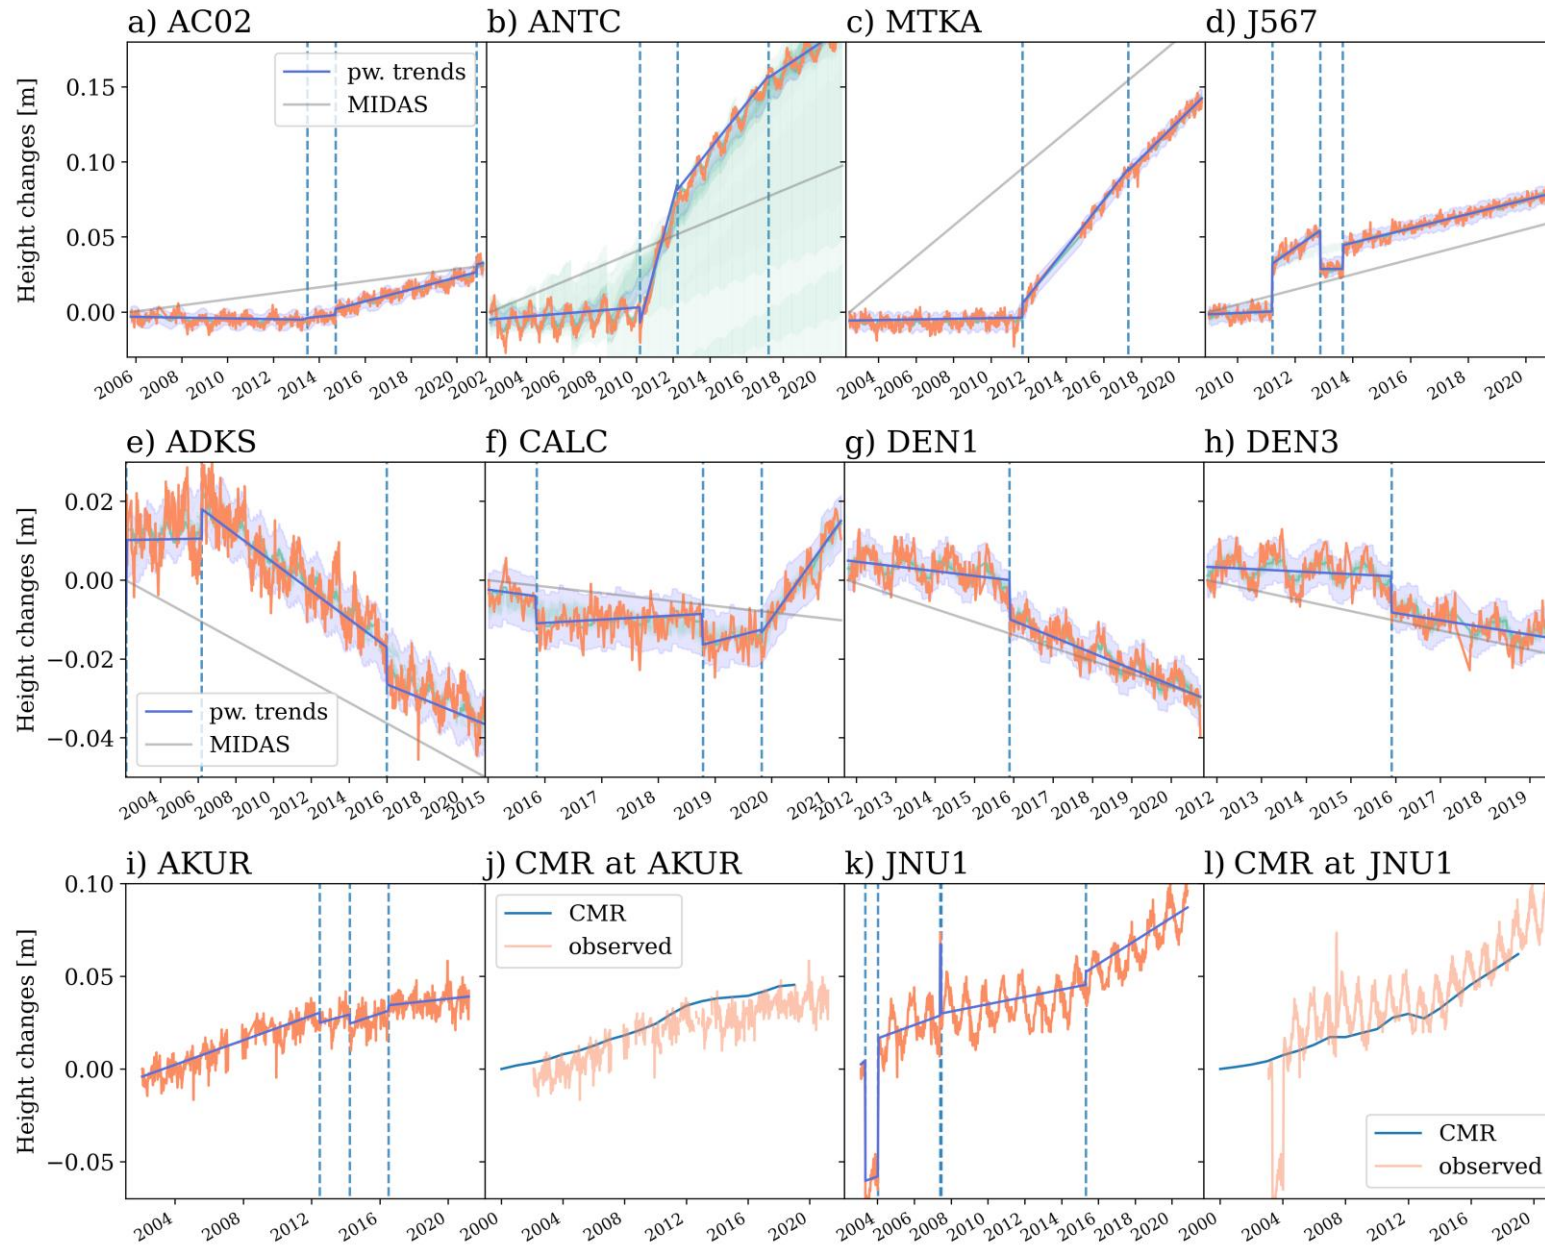 a) AC02 b) ANTC c) MTKA d) J567
Height changes [m]
0.15
0.10
0.05
0.00
pw. trends
MIDAS
2006 2008 2010 2012 2014 2016 2018 2020
2002 2004 2006 2008 2010 2012 2014 2016 2018 2020
2004 2006 2008 2010 2012 2014 2016 2018 2020
2010 2012 2014 2016 2018 2020
e) ADKS f) CALC g) DEN1 h) DEN3
Height changes [m]
0.02
0.00
−0.02
−0.04
pw. trends
MIDAS
2004 2006 2008 2010 2012 2014 2016 2018 2020
2015 2016 2017 2018 2019 2020 2021
2012 2013 2014 2015 2016 2017 2018 2019 2020
2012 2013 2014 2015 2016 2017 2018 2019
i) AKUR j) CMR at AKUR k) JNU1 l) CMR at JNU1
Height changes [m]
0.10
0.05
0.00
−0.05
CMR
observed
CMR
observed
2004 2008 2012 2016 2020
2000 2004 2008 2012 2016 2020
2004 2006 2008 2010 2012 2014 2016 2018 2020
2000 2004 2008 2012 2016 2020